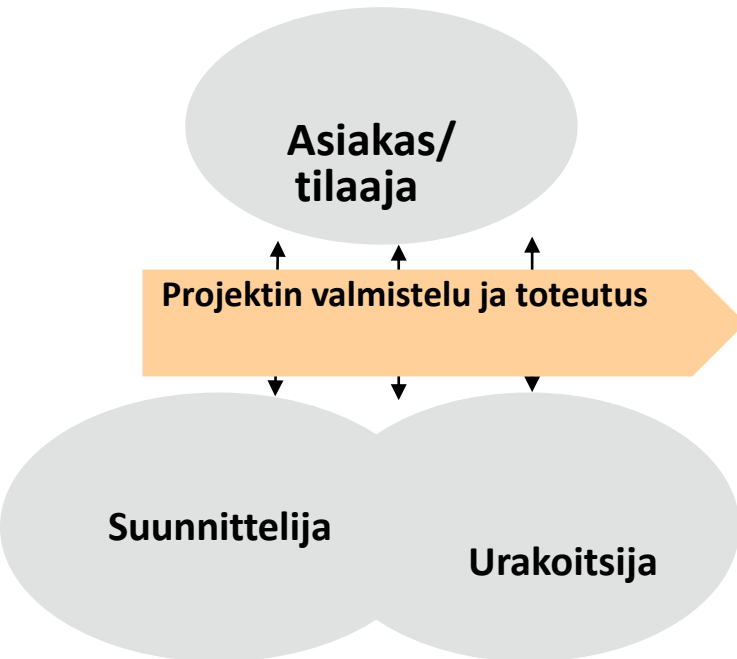 Asiakas/
tilaaja
Projektin valmistelu ja toteutus
Suunnittelija
Urakoitsija